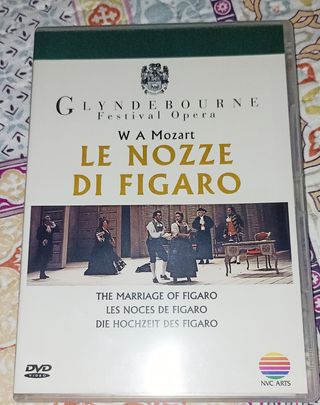 GLYNDEBOURNE
Festival Opera
W A Mozart
LE NOZZE
DI FIGARO
THE MARRIAGE OF FIGARO
LES NOCES DE FIGARO
DIE HOCHZEIT DES FIGARO
DVD
VIDEO
NVC ARTS